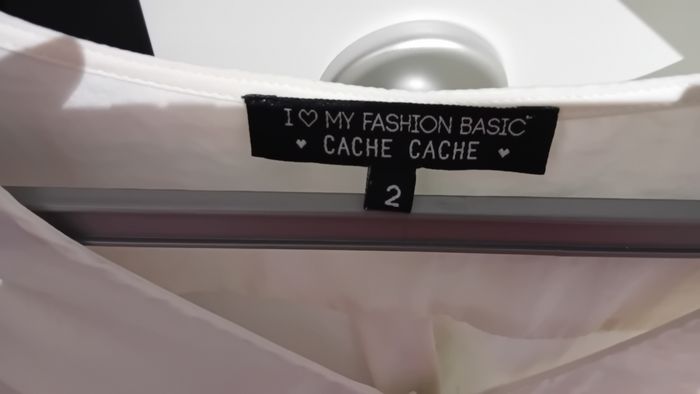 I ♡ MY FASHION BASIC™
♥ CACHE CACHE ♥
2